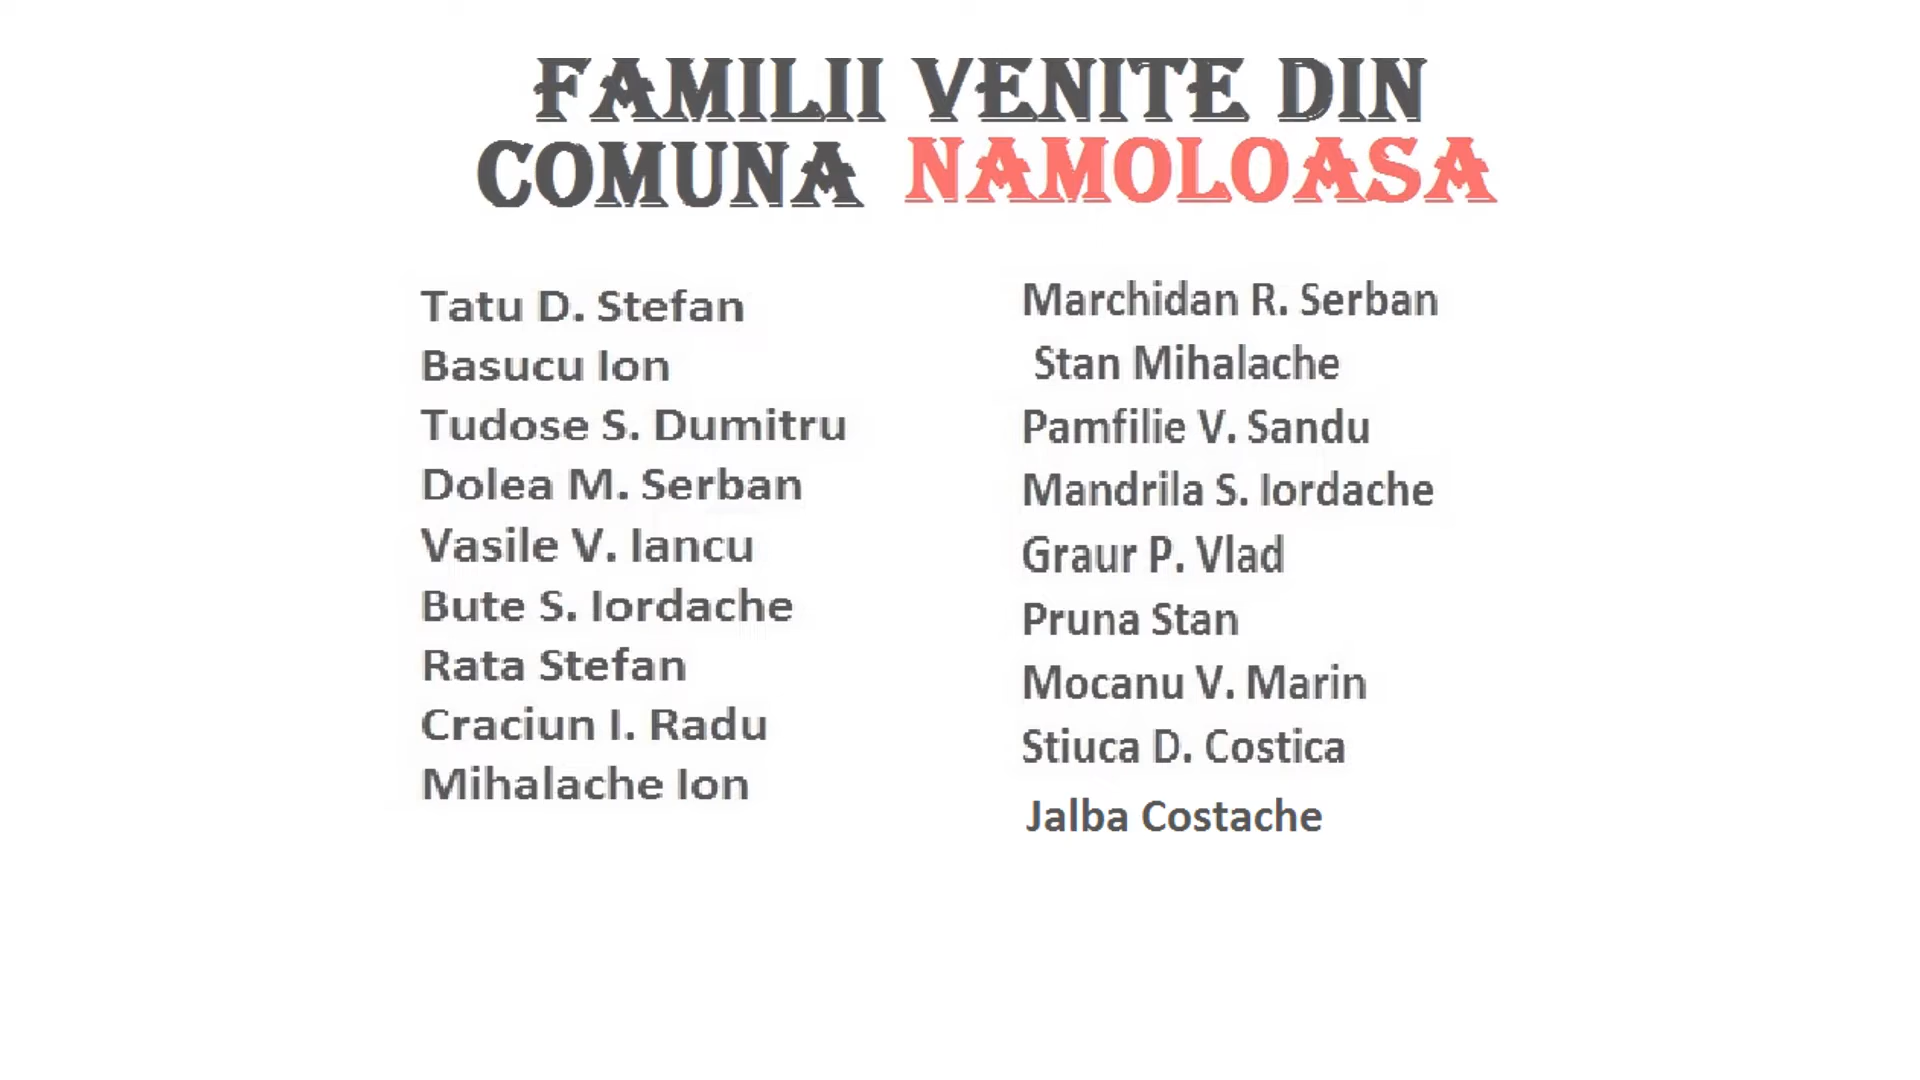 FAMILII VENITE DIN
COMUNA NAMOLOASA
Tatu D. Stefan
Basucu Ion
Tudose S. Dumitru
Dolea M. Serban
Vasile V. Iancu
Bute S. Iordache
Rata Stefan
Craciun I. Radu
Mihalache Ion
Marchidan R. Serban
Stan Mihalache
Pamfilie V. Sandu
Mandrila S. Iordache
Graur P. Vlad
Pruna Stan
Mocanu V. Marin
Stiuca D. Costica
Jalba Costache